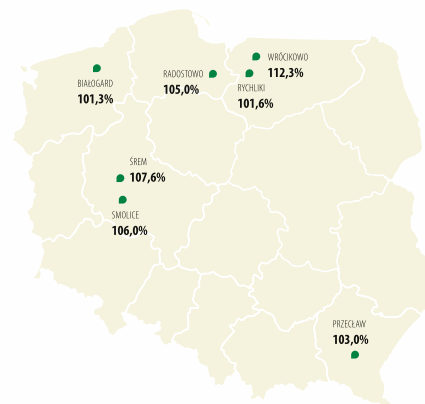 WRÓCIKOWO
112,3%
RADOSTOWO
105,0%
RYCHLIKI
101,6%
BIAŁOGARD
101,3%
ŚREM
107,6%
SMOLICE
106,0%
PRZECŁAW
103,0%